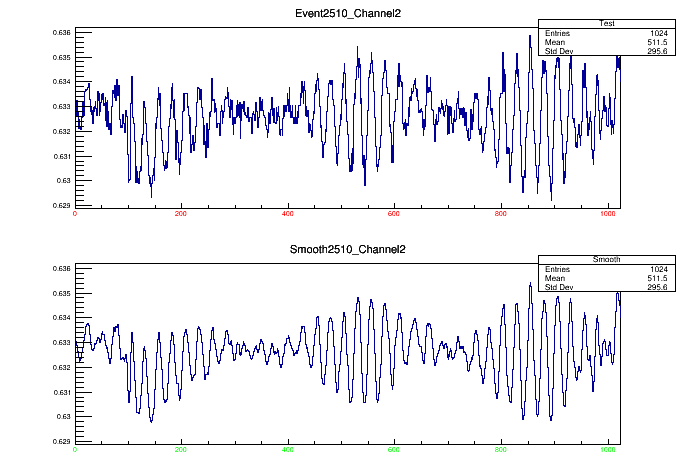 Event2510_Channel2
Test
Entries 1024
Mean 511.5
Std Dev 295.6
0.636
0.635
0.634
0.633
0.632
0.631
0.63
0.629
0 200 400 600 800 1000
Smooth2510_Channel2
Smooth
Entries 1024
Mean 511.5
Std Dev 295.6
0.636
0.635
0.634
0.633
0.632
0.631
0.63
0.629
0 200 400 600 800 1000